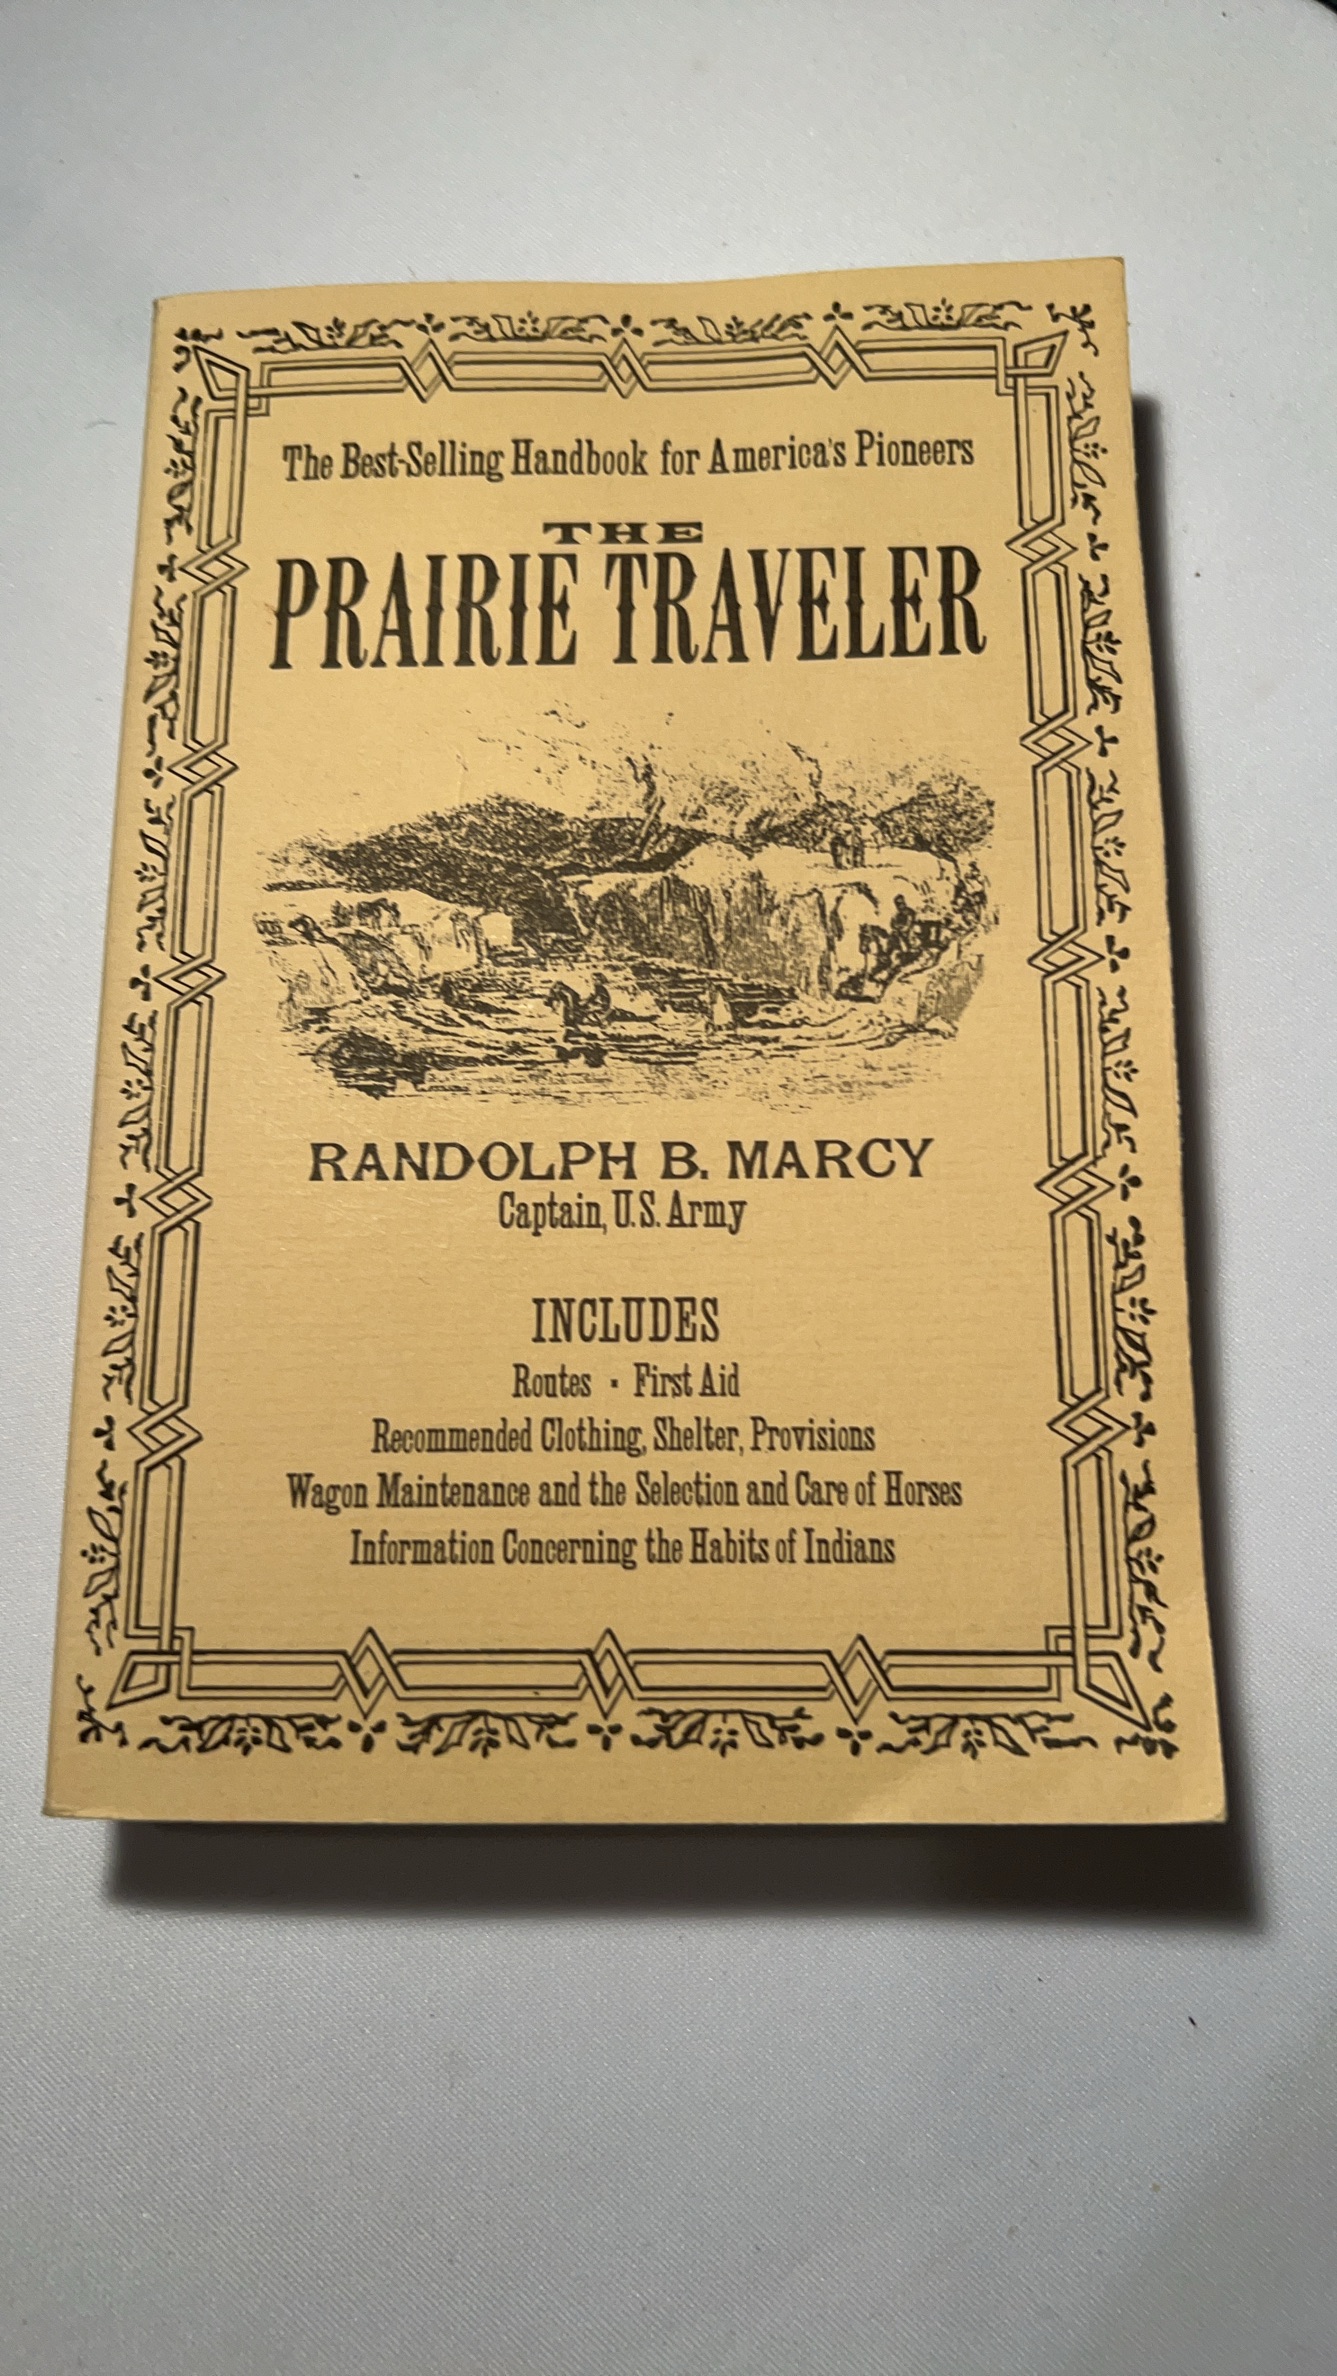 The Best-Selling Handbook for America's Pioneers
THE
PRAIRIE TRAVELER
RANDOLPH B. MARCY
Captain, U.S. Army
INCLUDES
Routes · First Aid
Recommended Clothing, Shelter, Provisions
Wagon Maintenance and the Selection and Care of Horses
Information Concerning the Habits of Indians